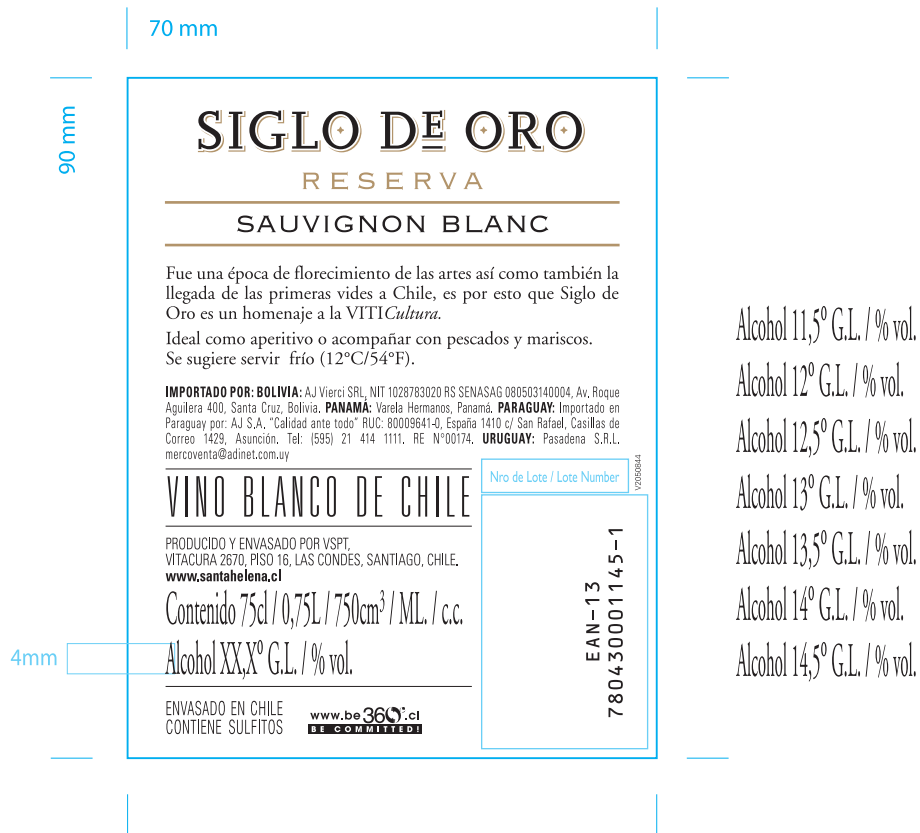 70 mm
90 mm
SIGLO DE ORO
RESERVA
SAUVIGNON BLANC
Fue una época de florecimiento de las artes así como también la
llegada de las primeras vides a Chile, es por esto que Siglo de
Oro es un homenaje a la VITICultura.
Ideal como aperitivo o acompañar con pescados y mariscos.
Se sugiere servir frío (12°C/54°F).
IMPORTADO POR: BOLIVIA: AJ Vierci SRL, NIT 1028783020 RS SENASAG 080503140004, Av. Roque
Aguilera 400, Santa Cruz, Bolivia. PANAMÁ: Varela Hermanos, Panamá. PARAGUAY: Importado en
Paraguay por: AJ S.A. "Calidad ante todo" RUC: 80009641-0, España 1410 c/ San Rafael, Casillas de
Correo 1429, Asunción. Tel: (595) 21 414 1111. RE N°00174. URUGUAY: Pasadena S.R.L.
mercoventa@adinet.com.uy
VINO BLANCO DE CHILE
PRODUCIDO Y ENVASADO POR VSPT,
VITACURA 2670, PISO 16, LAS CONDES, SANTIAGO, CHILE.
www.santahelena.cl
Contenido 75cl / 0,75L / 750cm³ / ML. / c.c.
4mm
Alcohol XX,Xº G.L. / % vol.
ENVASADO EN CHILE
CONTIENE SULFITOS
www.be360°.cl
BE COMMITTED!
Nro de Lote / Lote Number
V2050844
EAN-13
7804300001145-1
Alcohol 11,5º G.L. / % vol.
Alcohol 12º G.L. / % vol.
Alcohol 12,5º G.L. / % vol.
Alcohol 13º G.L. / % vol.
Alcohol 13,5º G.L. / % vol.
Alcohol 14º G.L. / % vol.
Alcohol 14,5º G.L. / % vol.